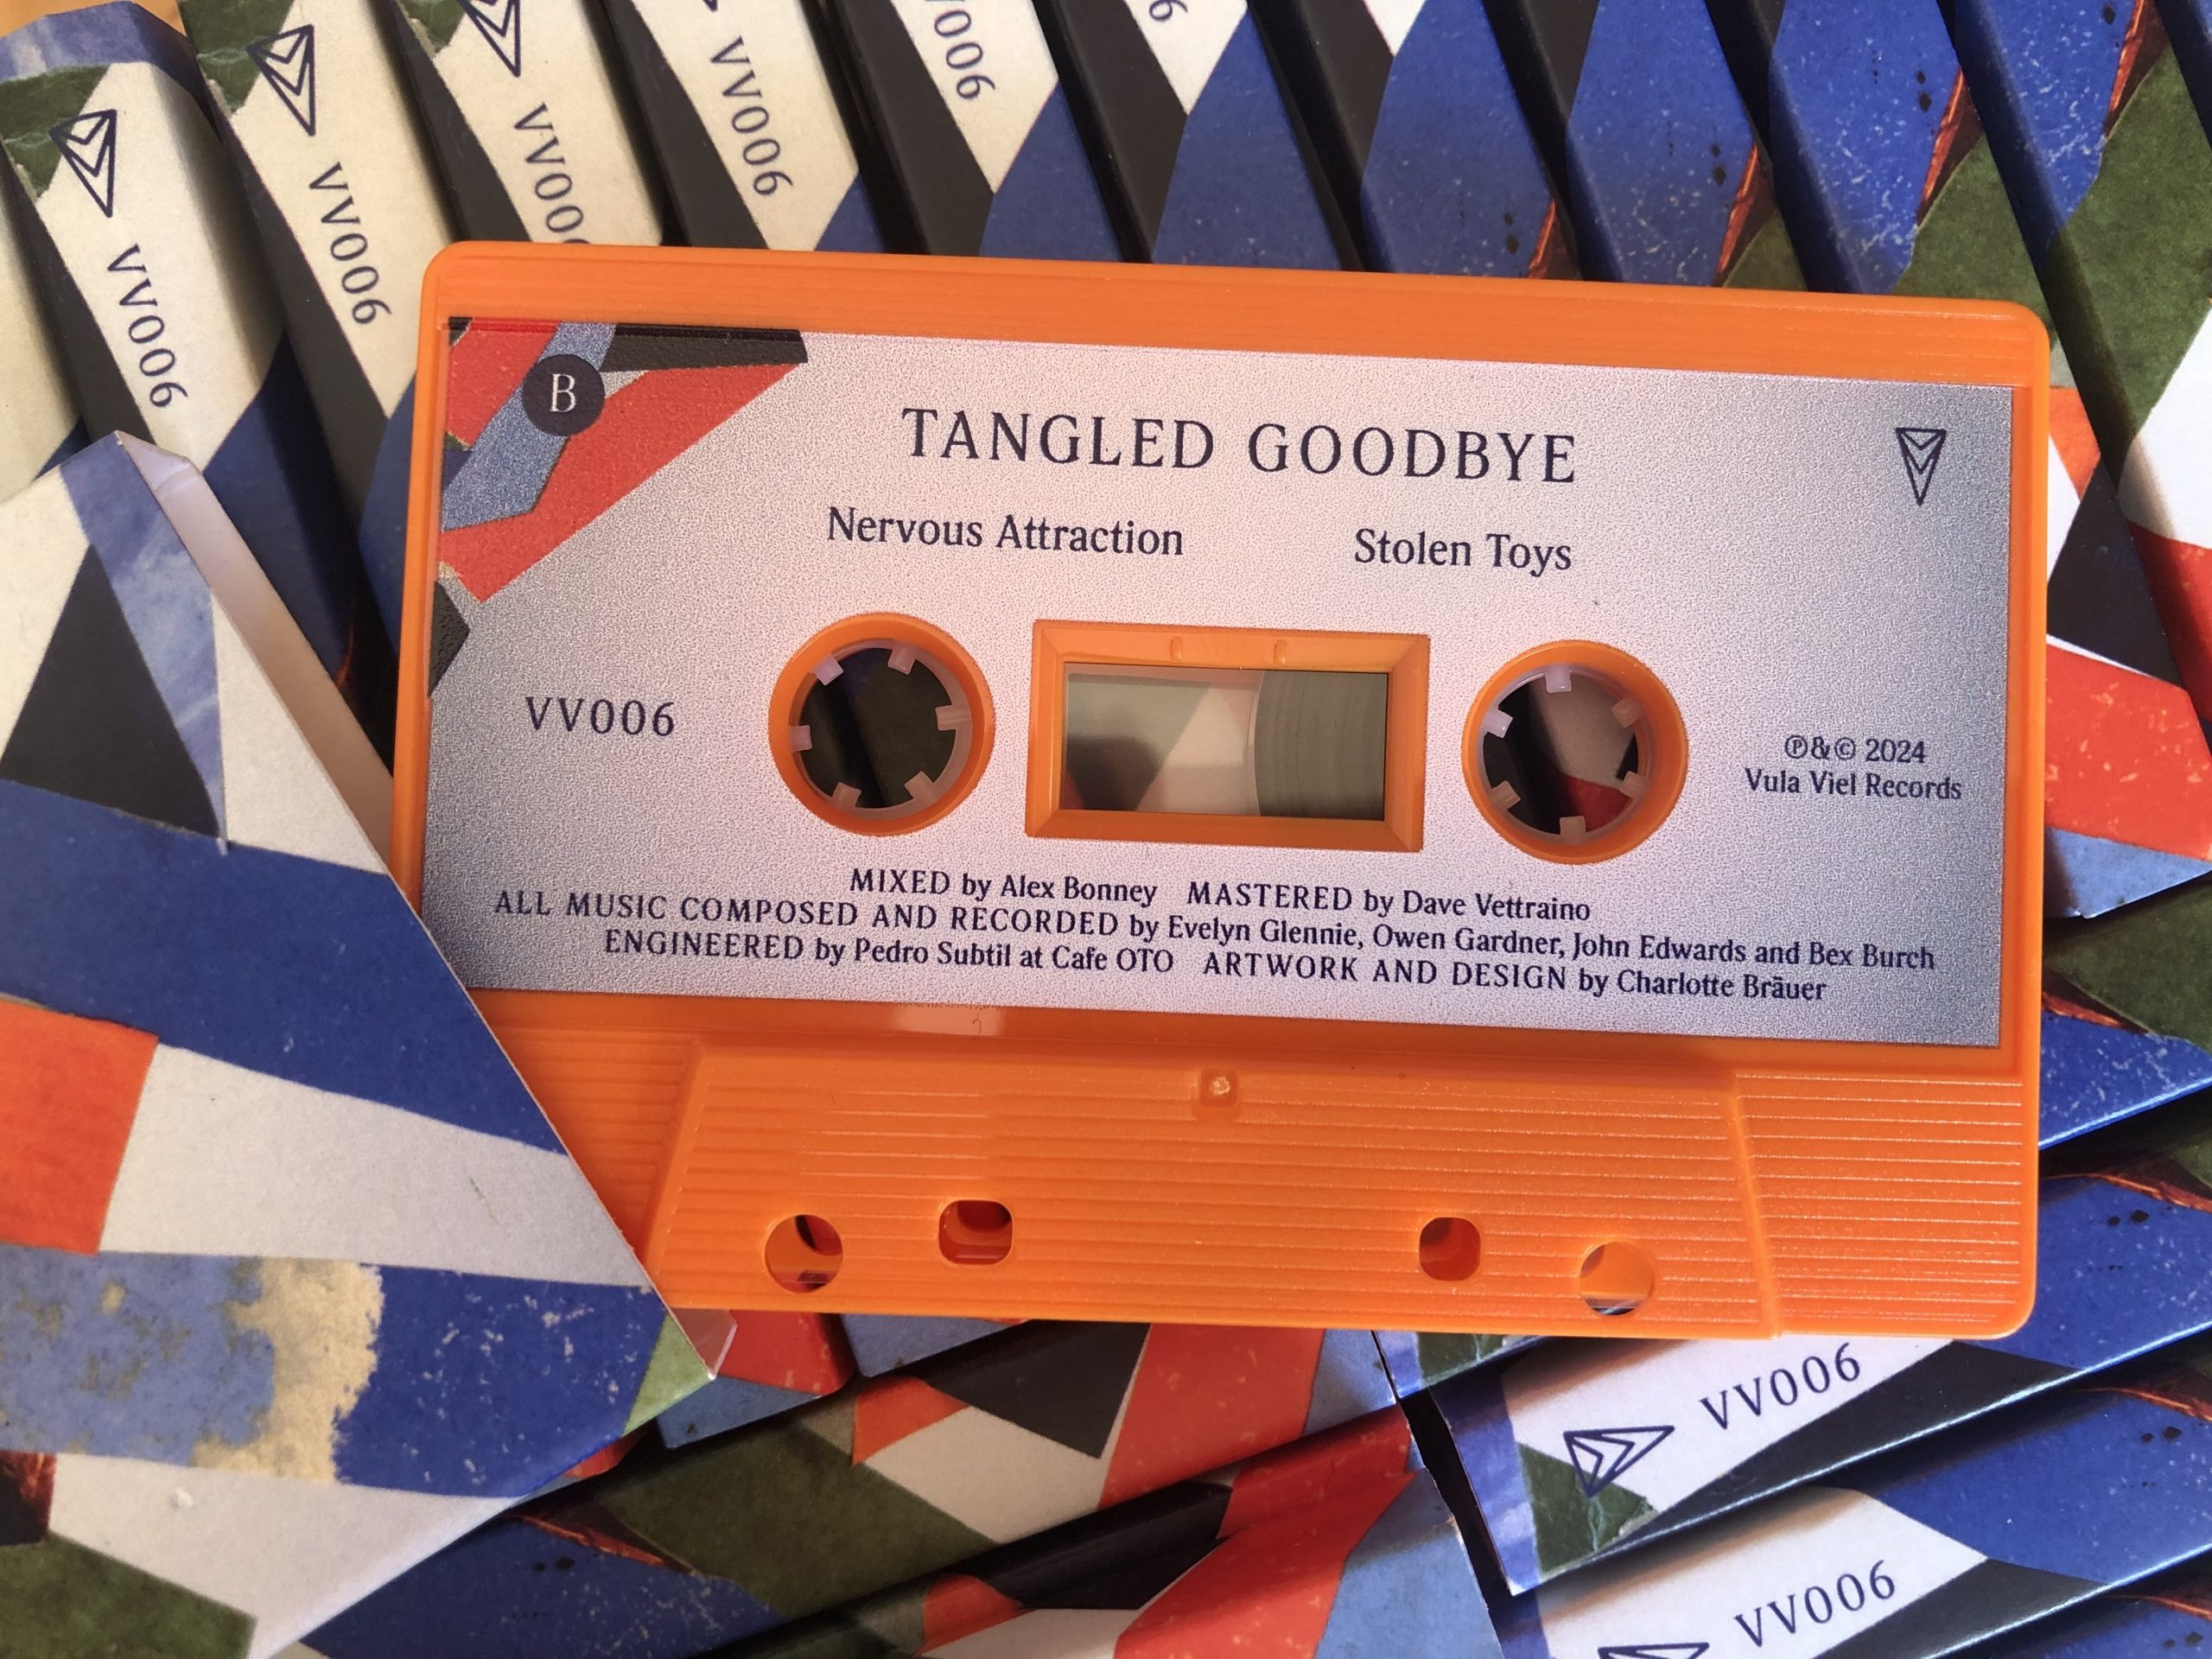 VV006
VV006
VV006
VV006
B
TANGLED GOODBYE
Nervous Attraction Stolen Toys
VV006
℗&© 2024
Vula Viel Records
MIXED by Alex Bonney MASTERED by Dave Vettraino
ALL MUSIC COMPOSED AND RECORDED by Evelyn Glennie, Owen Gardner, John Edwards and Bex Burch
ENGINEERED by Pedro Subtil at Cafe OTO ARTWORK AND DESIGN by Charlotte Bräuer
VV006
VV006